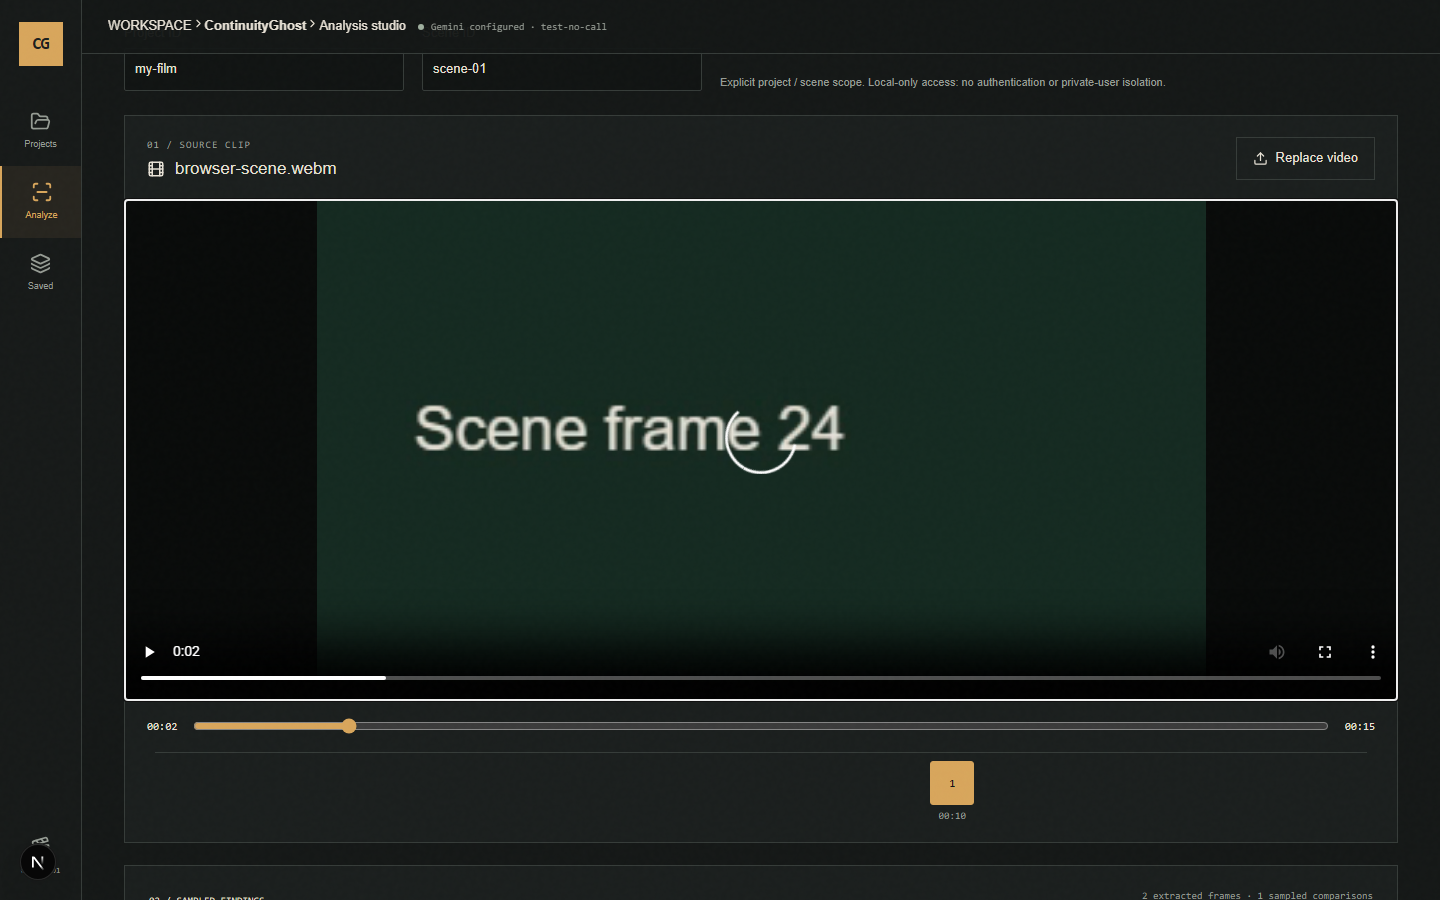 CG
WORKSPACE > ContinuityGhost > Analysis studio
Gemini configured · test-no-call
Projects
Analyze
Saved
my-film
scene-01
Explicit project / scene scope. Local-only access: no authentication or private-user isolation.
01 / SOURCE CLIP
browser-scene.webm
Replace video
Scene frame 24
0:02
00:02
00:15
1
00:10
N
2 extracted frames · 1 sampled comparisons